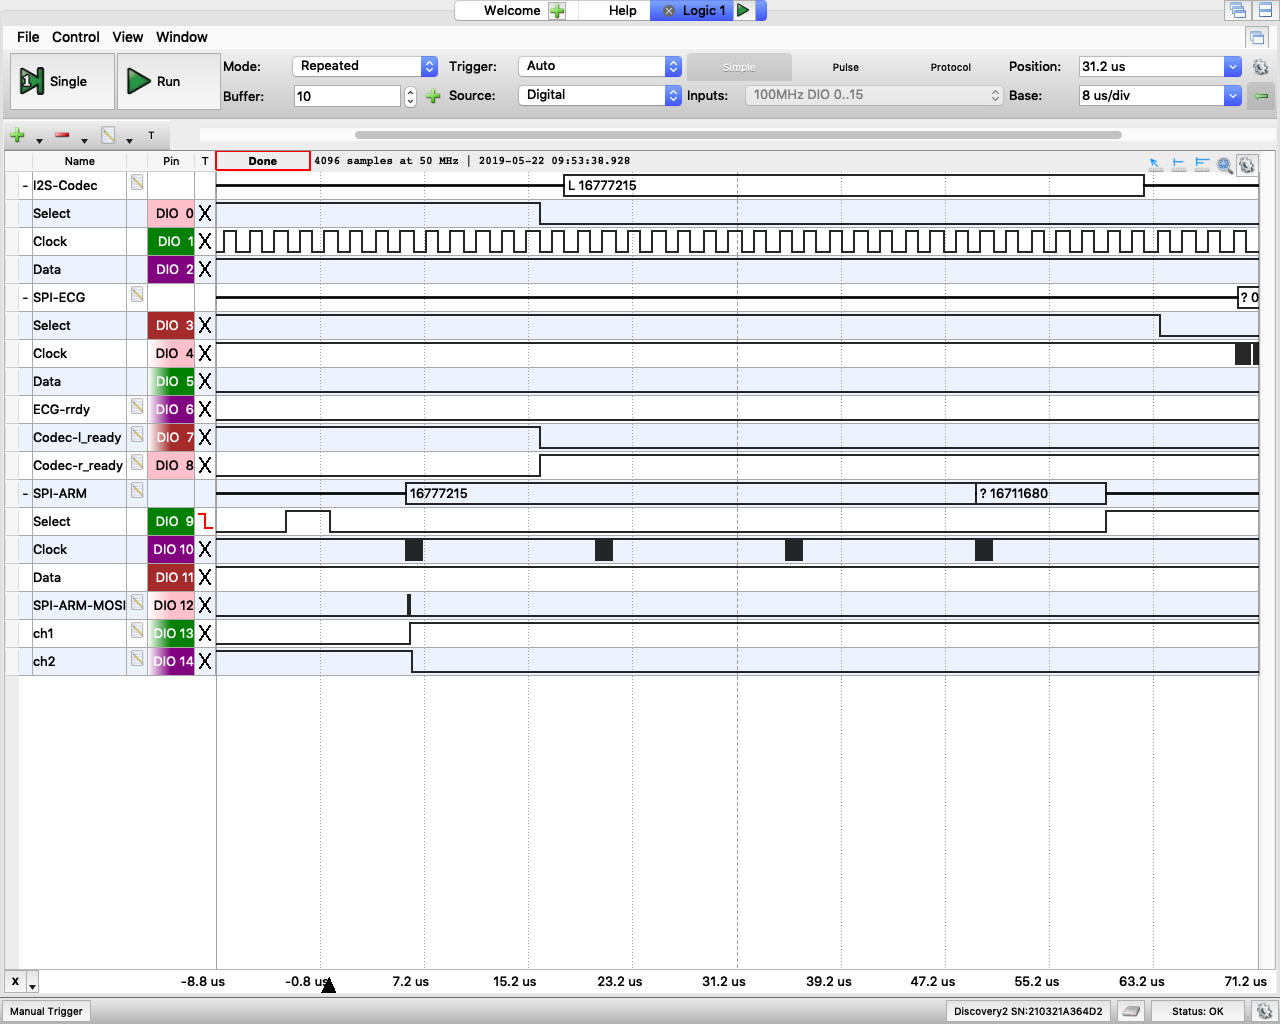 Welcome Help Logic 1
File Control View Window
Single Run Mode: Repeated Trigger: Auto Simple Pulse Protocol Position: 31.2 us
Buffer: 10 Source: Digital Inputs: 100MHz DIO 0..15 Base: 8 us/div
T
Name Pin T Done 4096 samples at 50 MHz | 2019-05-22 09:53:38.928
- I2S-Codec L 16777215
Select DIO 0 X
Clock DIO 1 X
Data DIO 2 X
- SPI-ECG ? 0
Select DIO 3 X
Clock DIO 4 X
Data DIO 5 X
ECG-rrdy DIO 6 X
Codec-l_ready DIO 7 X
Codec-r_ready DIO 8 X
- SPI-ARM 16777215 ? 16711680
Select DIO 9
Clock DIO 10 X
Data DIO 11 X
SPI-ARM-MOSI DIO 12 X
ch1 DIO 13 X
ch2 DIO 14 X
X -8.8 us -0.8 us 7.2 us 15.2 us 23.2 us 31.2 us 39.2 us 47.2 us 55.2 us 63.2 us 71.2 us
Manual Trigger Discovery2 SN:210321A364D2 Status: OK